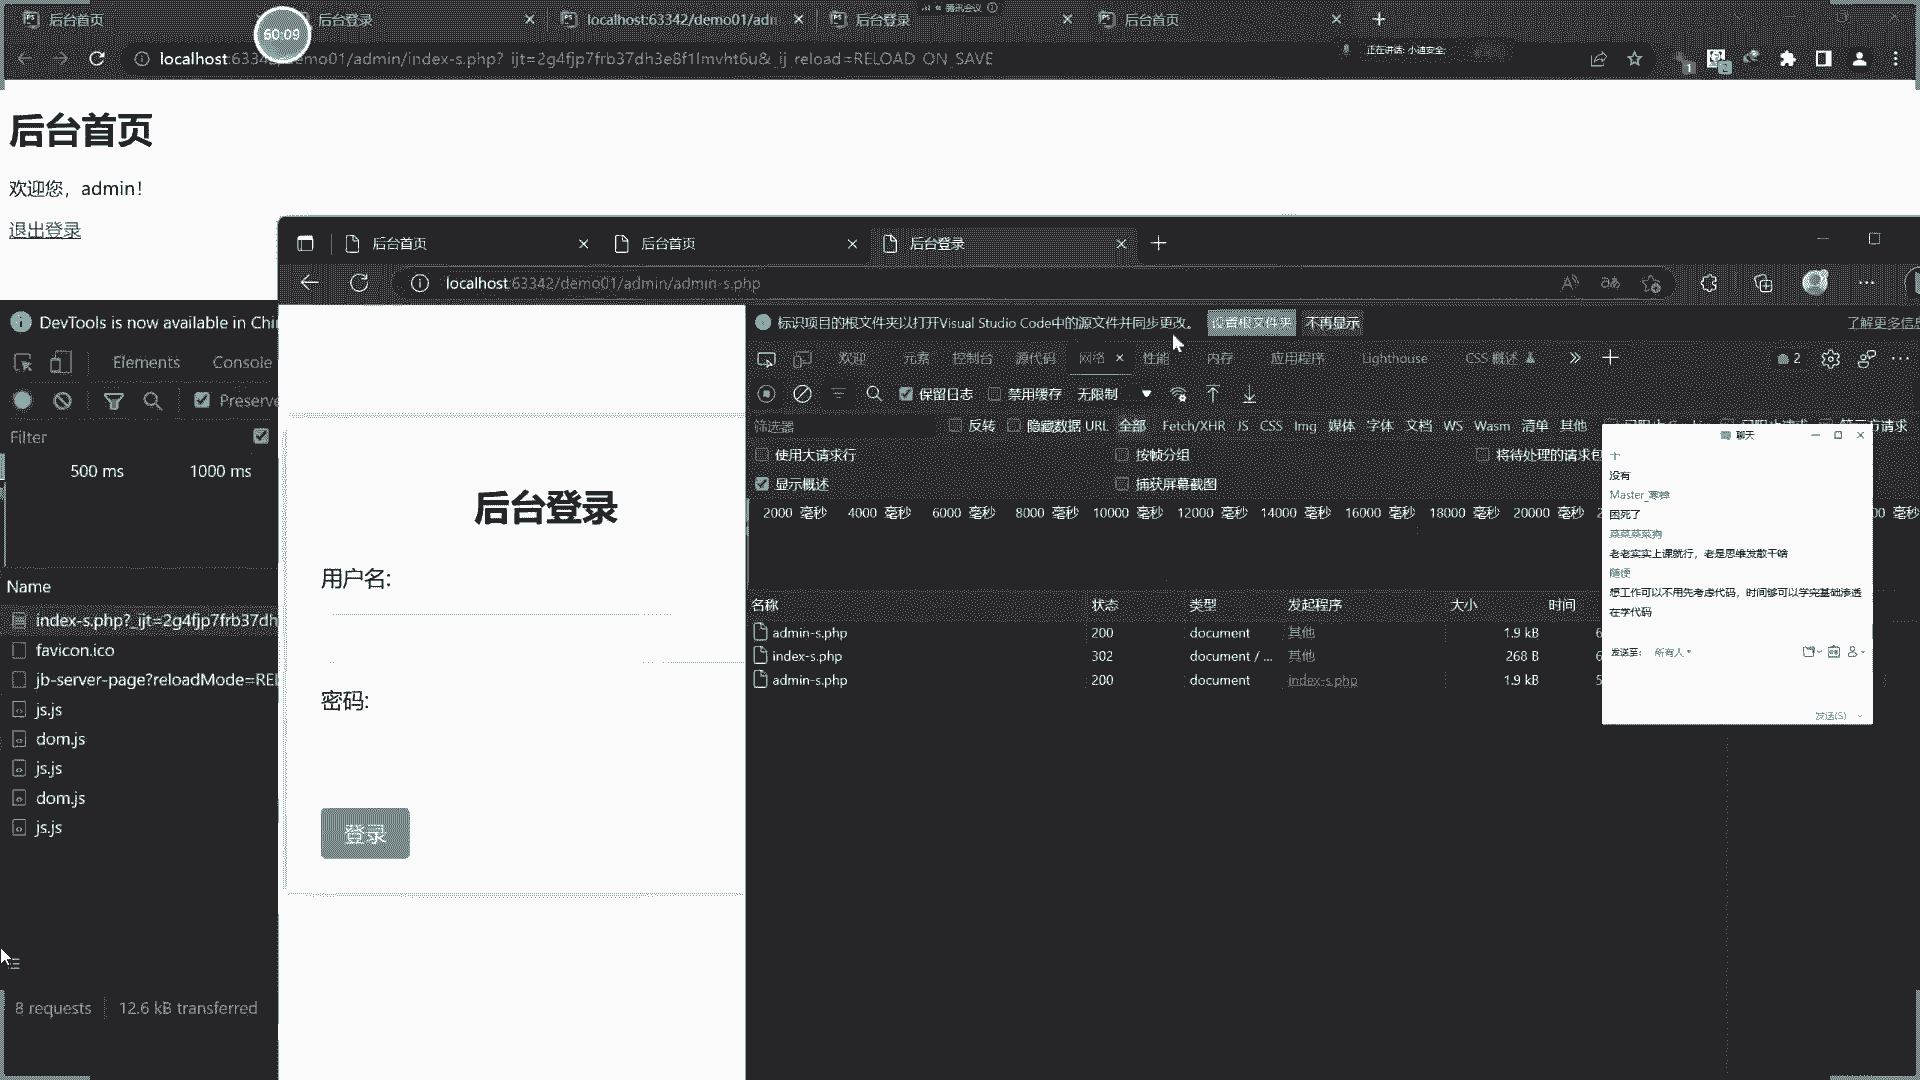 后台首页
后台登录
localhost:63342/demo01/adn
后台登录
腾讯会议
后台首页
60:09
正在讲话: 小迪安全;
localhost:6334 /demo01/admin/index-s.php?_ijt=2g4fjp7frb37dh3e8f1lmvht6u&_ij_reload=RELOAD_ON_SAVE
1
2
后台首页
欢迎您，admin！
退出登录
后台首页
后台首页
后台登录
localhost:63342/demo01/admin/admin-s.php
DevTools is now available in Chi
Elements
Console
Preserve
Filter
500 ms
1000 ms
Name
index-s.php?_ijt=2g4fjp7frb37dh
favicon.ico
jb-server-page?reloadMode=REL
js.js
dom.js
js.js
dom.js
js.js
8 requests
12.6 kB transferred
后台登录
用户名:
密码:
登录
标识项目的根文件夹以打开Visual Studio Code中的源文件并同步更改。
设置根文件夹
不再显示
了解更多信息
欢迎
元素
控制台
源代码
网络
性能
内存
应用程序
Lighthouse
CSS 概述
2
保留日志
禁用缓存
无限制
筛选器
反转
隐藏数据 URL
全部
Fetch/XHR
JS
CSS
Img
媒体
字体
文档
WS
Wasm
清单
其他
使用大请求行
按帧分组
将待处理的请求包
显示概述
捕获屏幕截图
2000 毫秒
4000 毫秒
6000 毫秒
8000 毫秒
10000 毫秒
12000 毫秒
14000 毫秒
16000 毫秒
18000 毫秒
20000 毫秒
名称
状态
类型
发起程序
大小
时间
admin-s.php
200
document
其他
1.9 kB
index-s.php
302
document / ...
其他
268 B
admin-s.php
200
document
index-s.php
1.9 kB
聊天
没有
困死了
菜菜菜菜狗
老老实实上课就行，老是思维发散干啥
随便
想工作可以不用先考虑代码，时间够可以学完基础渗透
在学代码
发送至:
所有人
发送(S)